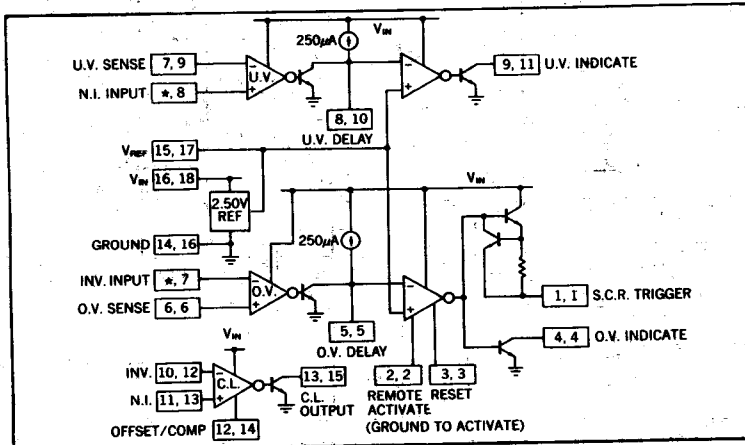 V_IN
250µA
U.V. SENSE 7, 9
- U.V.
N.I. INPUT *, 8 +
- +
9, 11 U.V. INDICATE
8, 10
U.V. DELAY
V_REF 15, 17
V_IN 16, 18
2.50V REF
GROUND 14, 16
V_IN
250µA
INV. INPUT *, 7 -
O.V.
O.V. SENSE 6, 6 +
- +
1, 1 S.C.R. TRIGGER
5, 5
O.V. DELAY
4, 4 O.V. INDICATE
V_IN
INV. 10, 12 -
C.L.
N.I. 11, 13 +
13, 15
C.L. OUTPUT
2, 2 3, 3
REMOTE RESET
ACTIVATE
(GROUND TO ACTIVATE)
OFFSET/COMP 12, 14